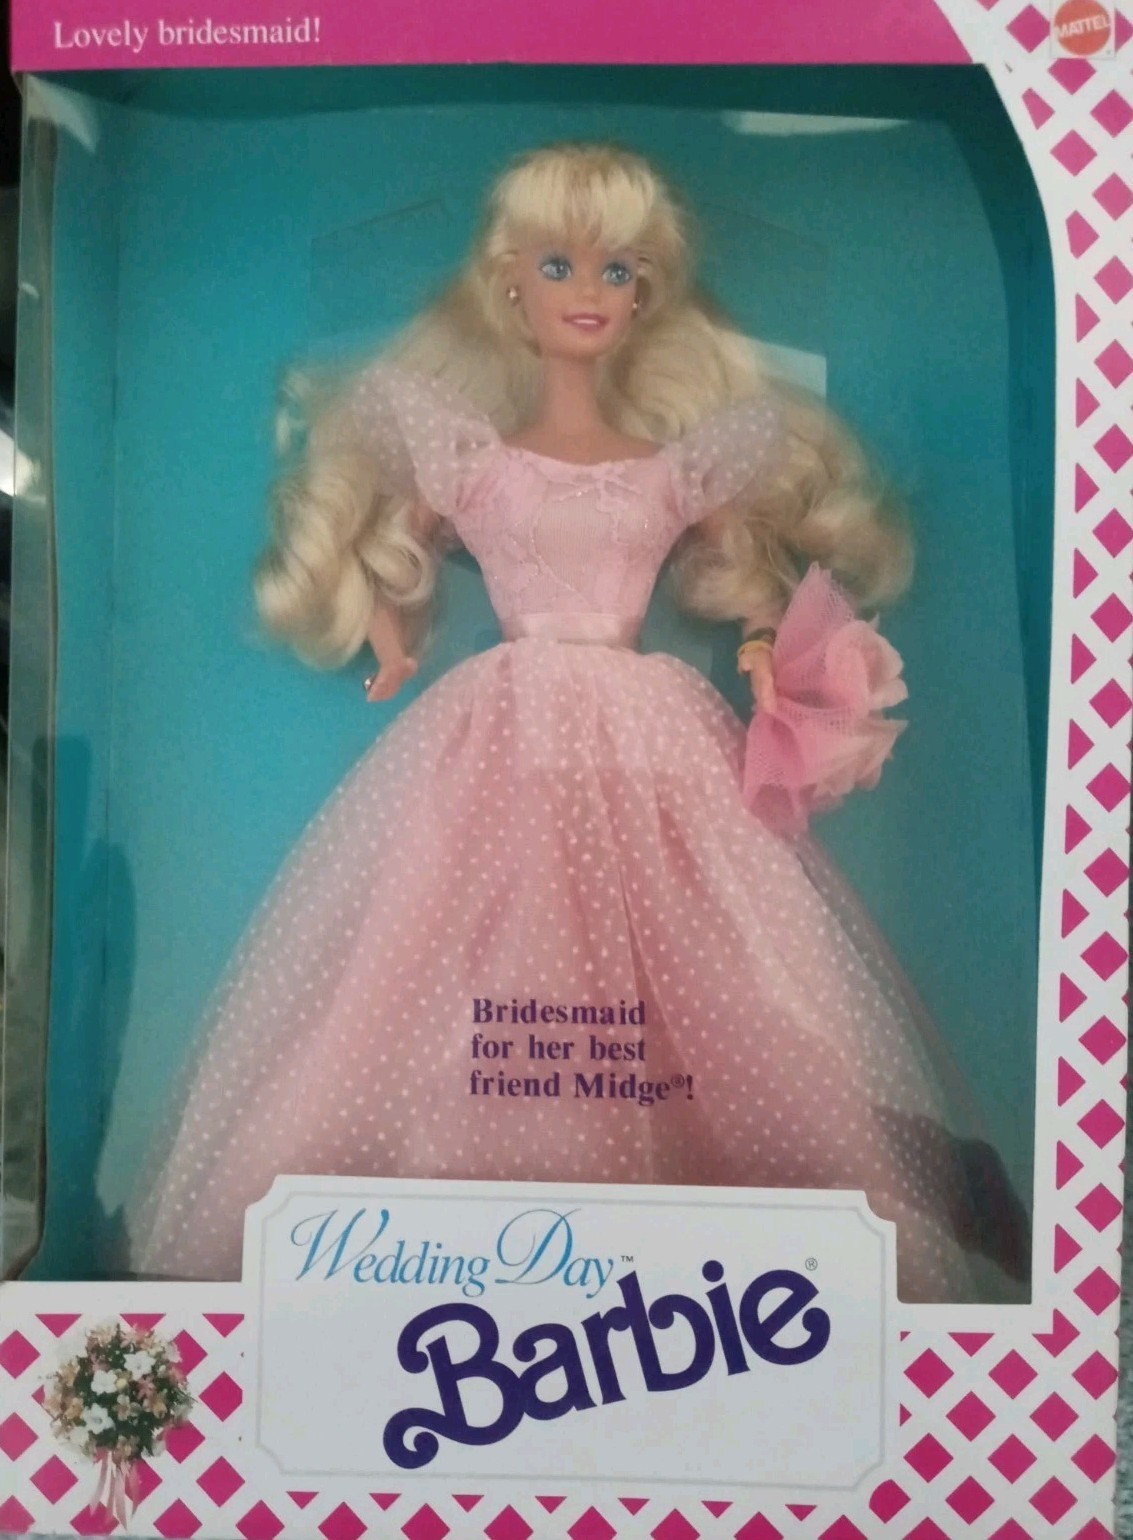 Lovely bridesmaid!
MATTEL
Bridesmaid
for her best
friend Midge®!
Wedding Day™
Barbie®